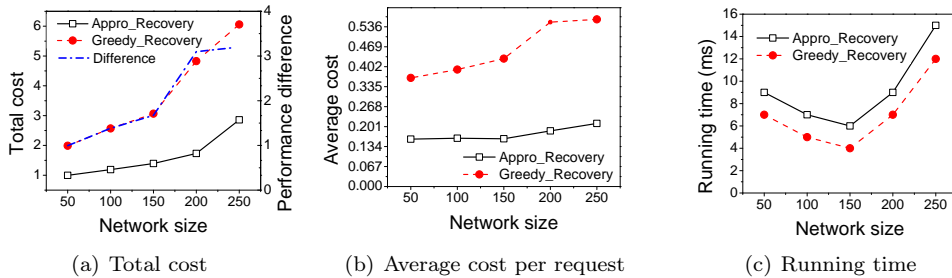 Total cost
6
5
4
3
2
1
Appro_Recovery
Greedy_Recovery
Difference
4
3
2
1
0
Performance difference
50 100 150 200 250
Network size
(a) Total cost
Average cost
0.536
0.469
0.402
0.335
0.268
0.201
0.134
0.067
0.000
Appro_Recovery
Greedy_Recovery
50 100 150 200 250
Network size
(b) Average cost per request
Running time (ms)
16
14
12
10
8
6
4
2
0
Appro_Recovery
Greedy_Recovery
50 100 150 200 250
Network size
(c) Running time